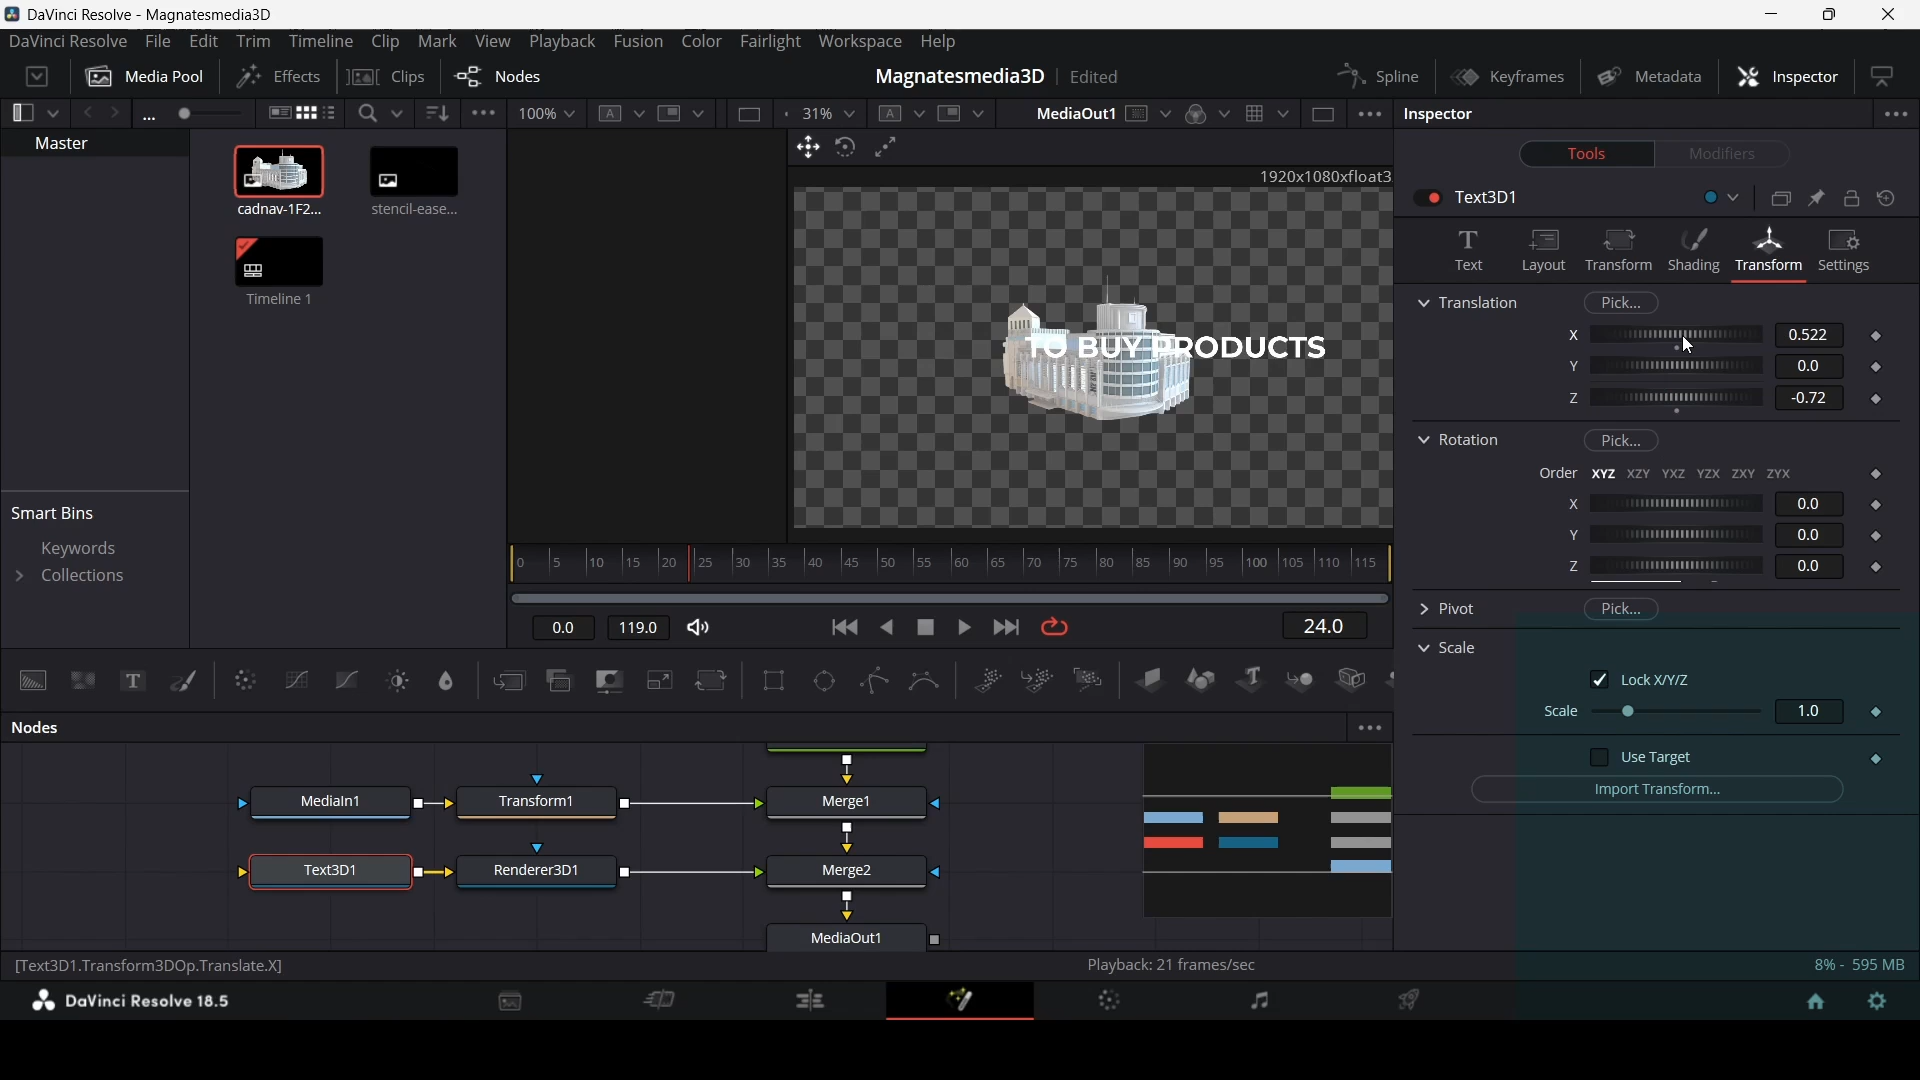 DaVinci Resolve - Magnatesmedia3D
DaVinci Resolve File Edit Trim Timeline Clip Mark View Playback Fusion Color Fairlight Workspace Help
Media Pool Effects Clips Nodes Magnatesmedia3D Edited Spline Keyframes Metadata Inspector
... 100% A 31% A MediaOut1 Inspector
Master
cadnav-1F2...
stencil-ease...
Timeline 1
Smart Bins
Keywords
Collections
1920x1080xfloat3
TO BUY PRODUCTS
0 5 10 15 20 25 30 35 40 45 50 55 60 65 70 75 80 85 90 95 100 105 110 115
0.0 119.0 24.0
Tools Modifiers
Text3D1
Text Layout Transform Shading Transform Settings
Translation Pick...
X 0.522
Y 0.0
Z -0.72
Rotation Pick...
Order XYZ XZY YXZ YZX ZXY ZYX
X 0.0
Y 0.0
Z 0.0
Pivot Pick...
Scale
Lock X/Y/Z
Scale 1.0
Use Target
Import Transform...
T T
Nodes
MediaIn1 Transform1 Merge1
Text3D1 Renderer3D1 Merge2
MediaOut1
[Text3D1.Transform3DOp.Translate.X] Playback: 21 frames/sec 8% - 595 MB
DaVinci Resolve 18.5